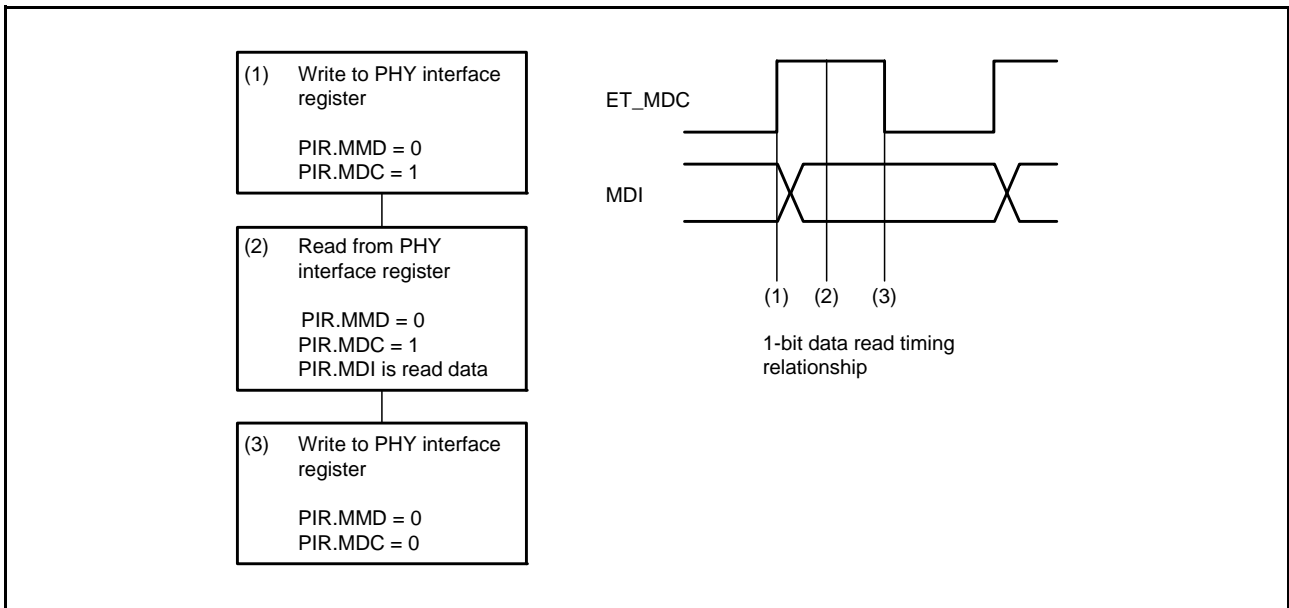 (1) Write to PHY interface
register
PIR.MMD = 0
PIR.MDC = 1
(2) Read from PHY
interface register
PIR.MMD = 0
PIR.MDC = 1
PIR.MDI is read data
(3) Write to PHY interface
register
PIR.MMD = 0
PIR.MDC = 0
ET_MDC
MDI
(1) (2) (3)
1-bit data read timing
relationship